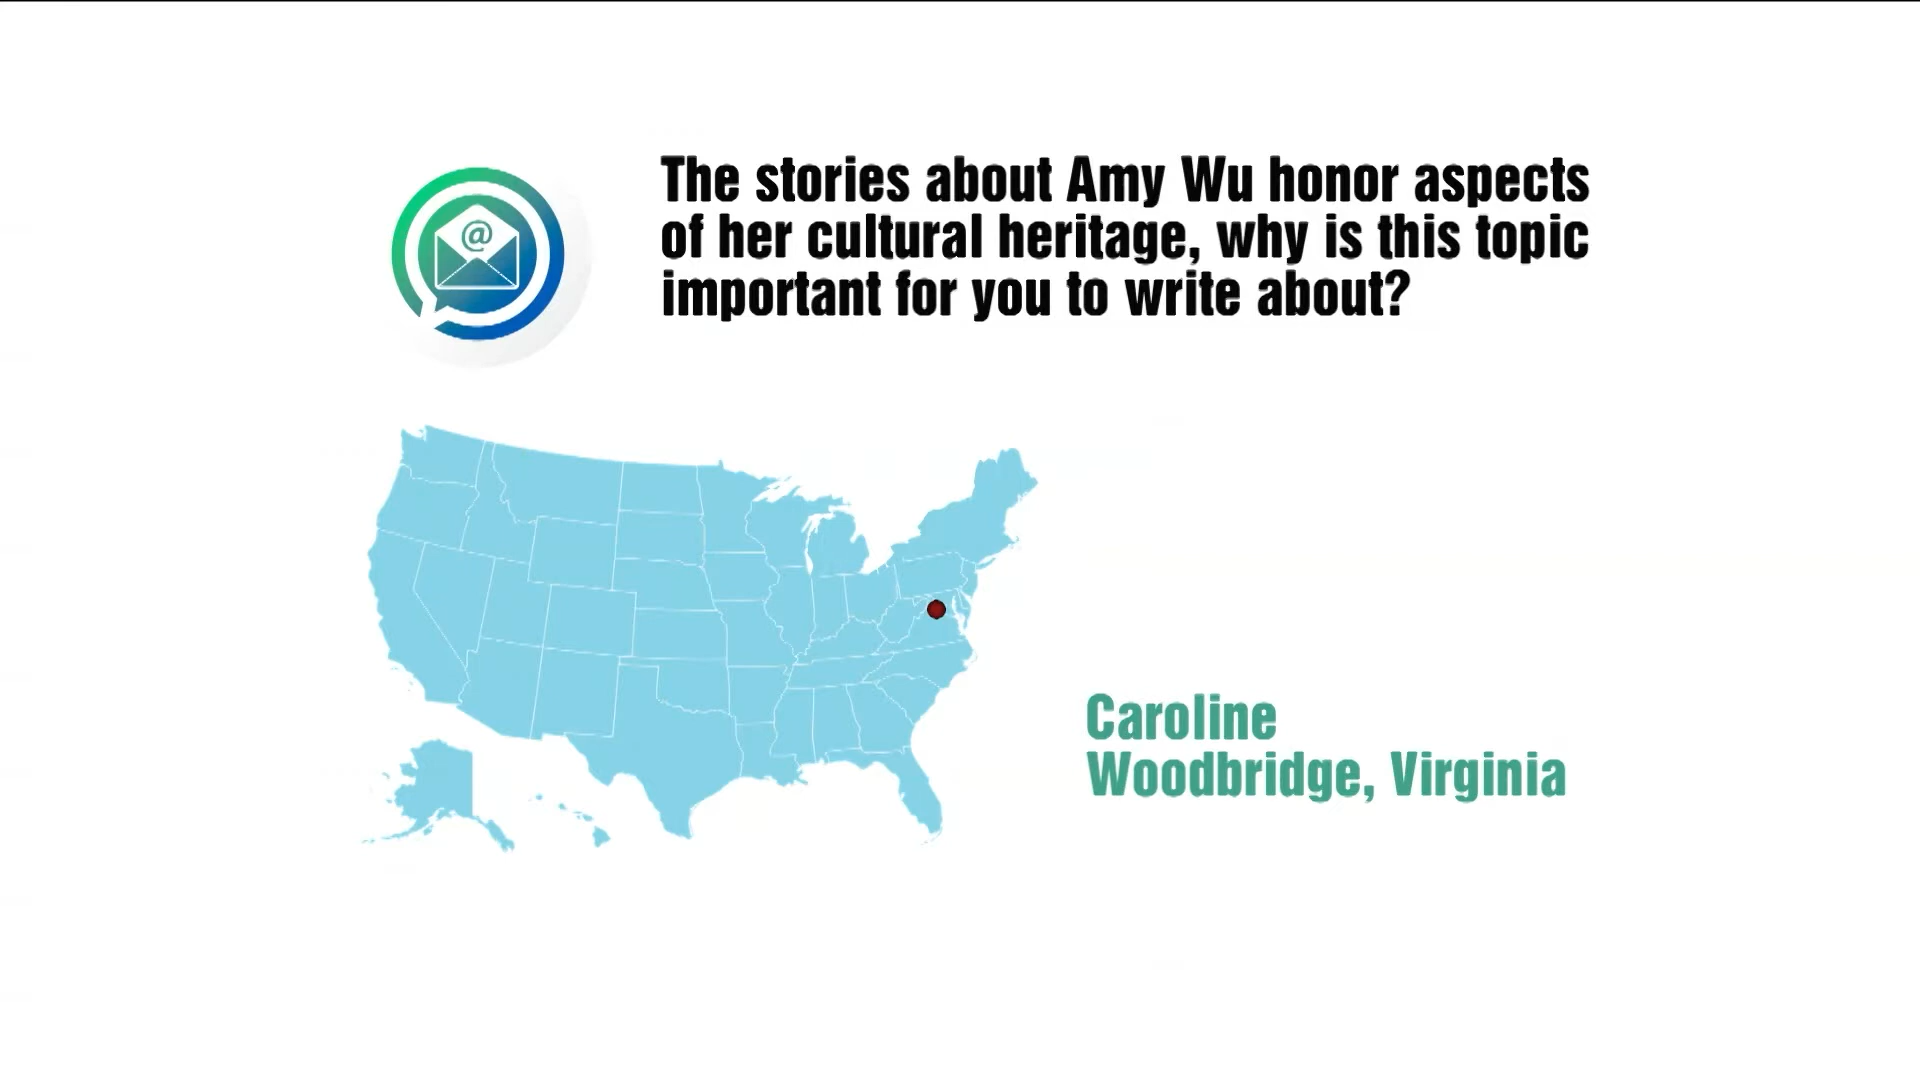 @
The stories about Amy Wu honor aspects
of her cultural heritage, why is this topic
important for you to write about?
Caroline
Woodbridge, Virginia